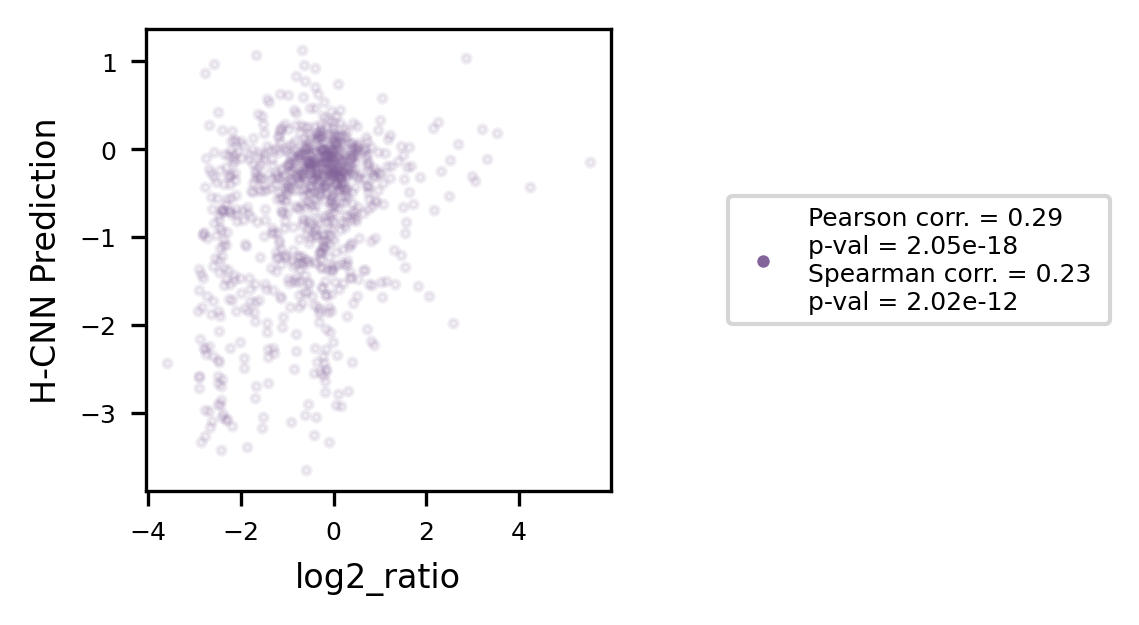 H-CNN Prediction
1
0
−1
−2
−3
−4
−2
0
2
4
log2_ratio
Pearson corr. = 0.29
p-val = 2.05e-18
Spearman corr. = 0.23
p-val = 2.02e-12